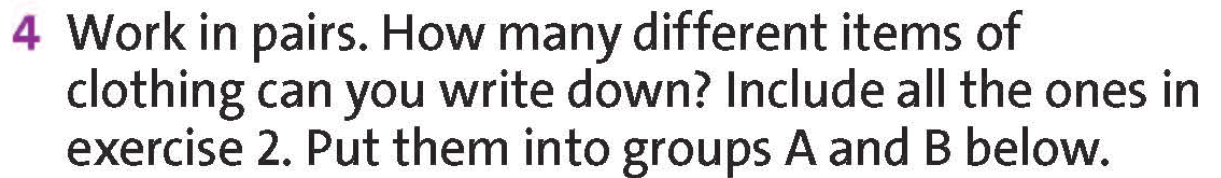 4 Work in pairs. How many different items of
clothing can you write down? Include all the ones in
exercise 2. Put them into groups A and B below.